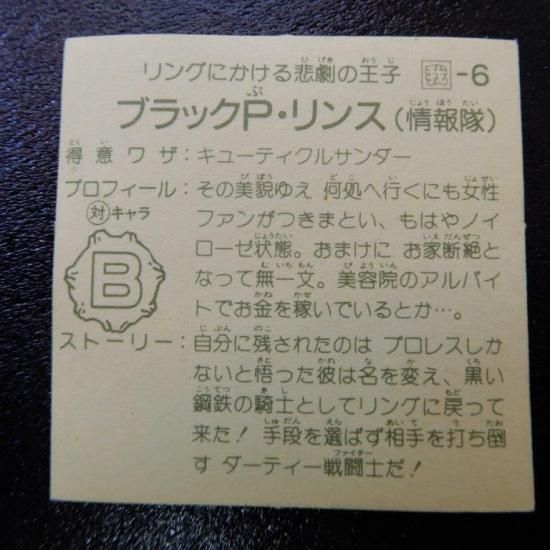 リングにかける悲劇の王子 -6
ブラックP・リンス(情報隊)
得意ワザ:キューティクルサンダー
プロフィール:その美貌ゆえ 何処へ行くにも女性
対キャラ ファンがつきまとい、もはやノイ
ローゼ状態。おまけに お家断絶と
B なって無一文。美容院のアルバイ
トでお金を稼いでいるとか…。
ストーリー:自分に残されたのは プロレスしか
ないと悟った彼は名を変え、黒い
鋼鉄の騎士としてリングに戻って
来た!手段を選ばず相手を打ち倒
す ダーティー戦闘士だ!